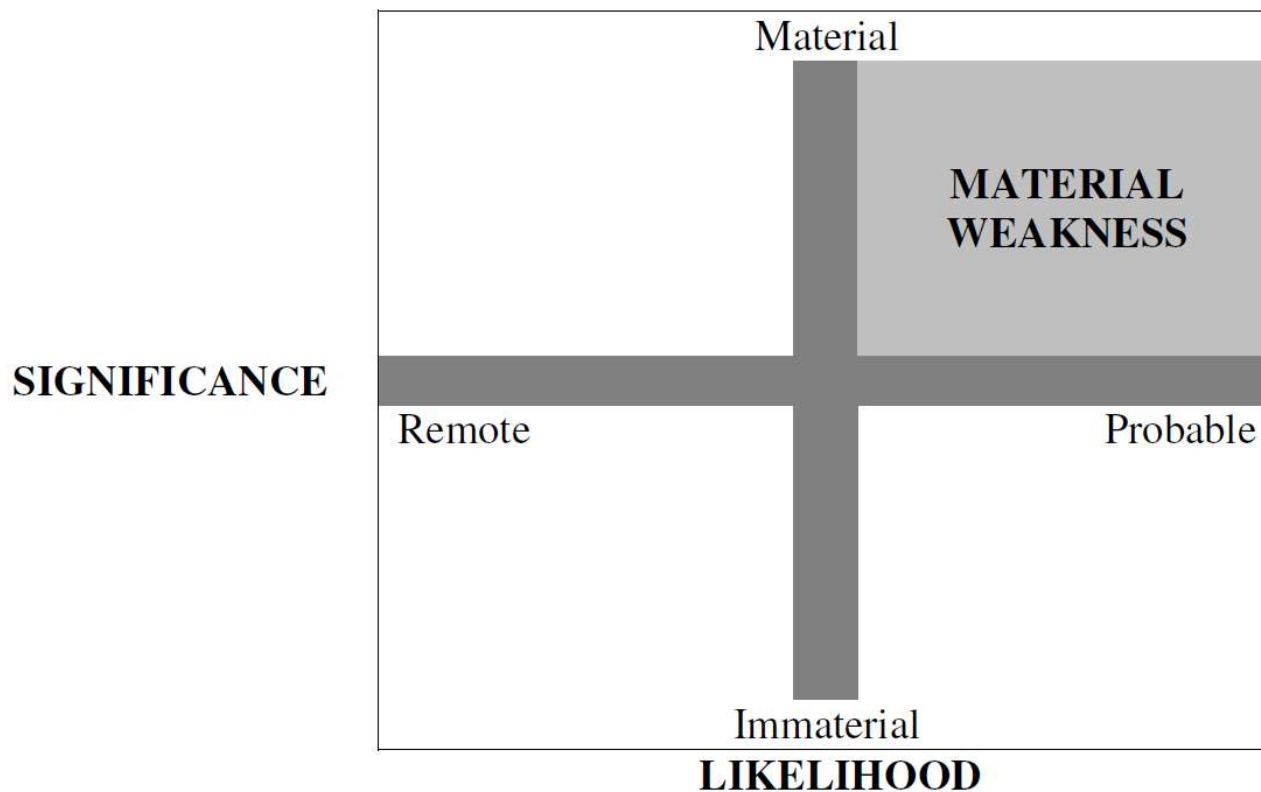 Material
MATERIAL
WEAKNESS
SIGNIFICANCE
Remote
Probable
Immaterial
LIKELIHOOD